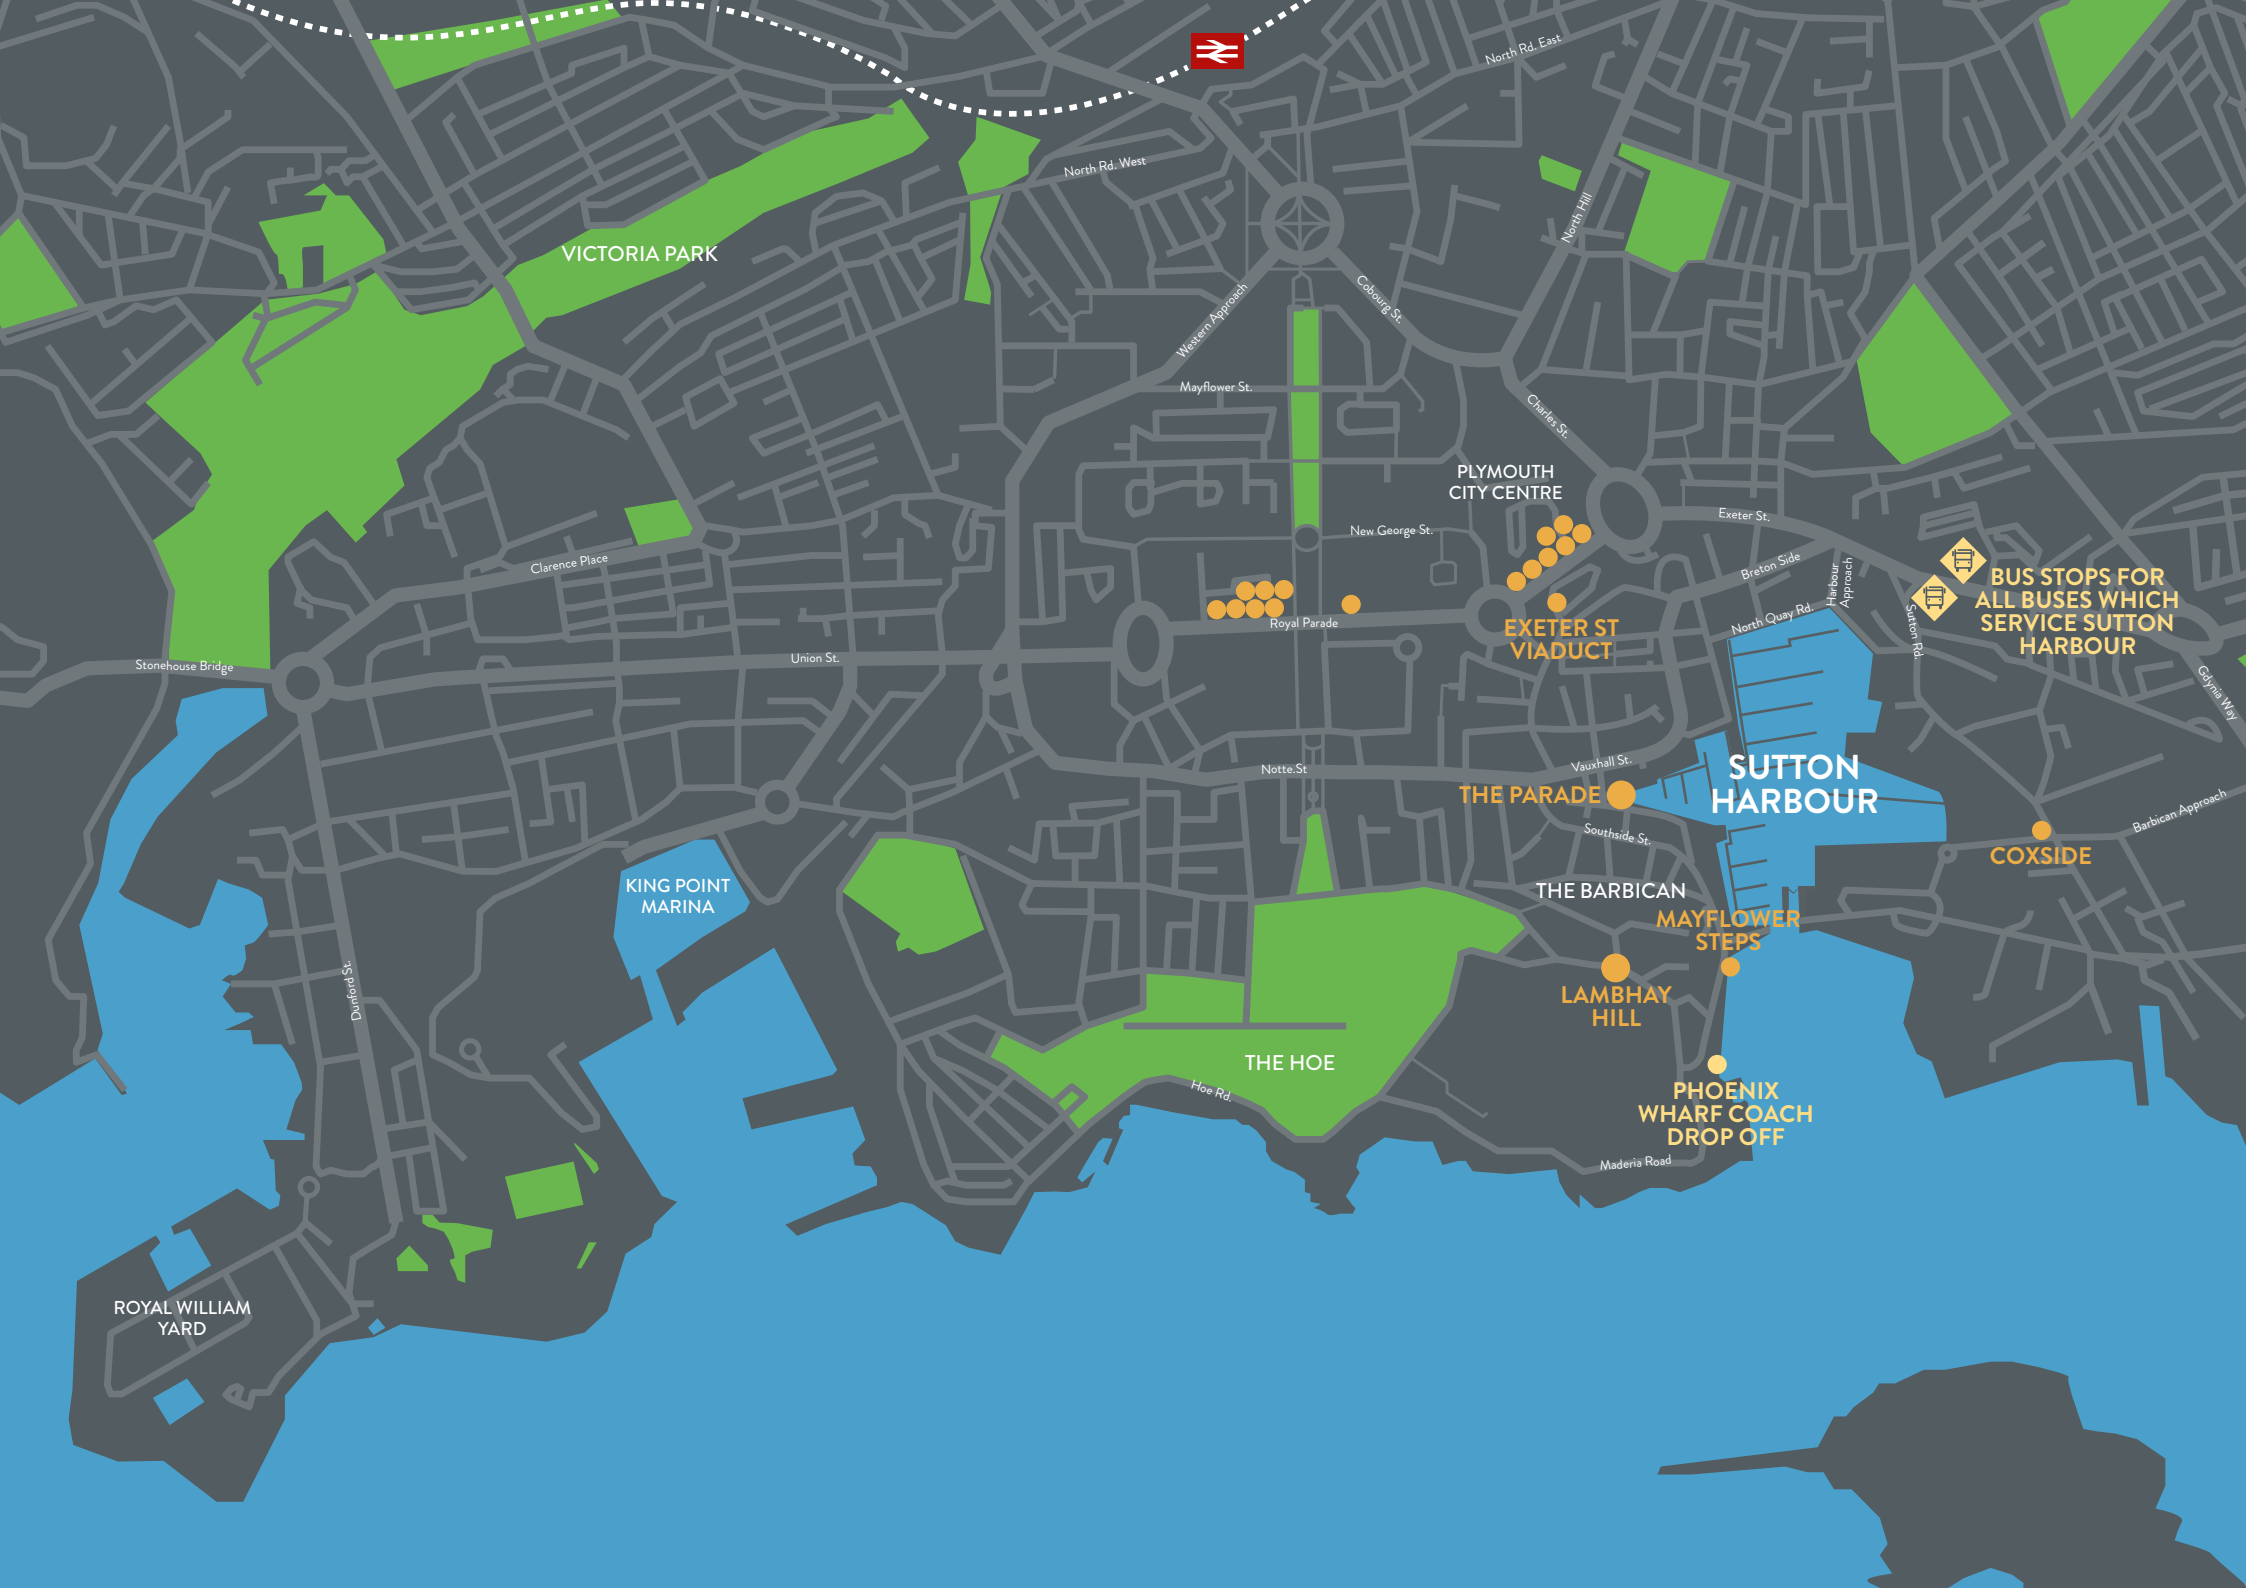 North Rd. East
North Rd. West
North Hill
VICTORIA PARK
Western Approach
Cobourg St.
Mayflower St.
Charles St.
PLYMOUTH
CITY CENTRE
New George St.
Exeter St.
Clarence Place
Breton Side
Harbour
Approach
BUS STOPS FOR
ALL BUSES WHICH
SERVICE SUTTON
HARBOUR
North Quay Rd.
Sutton Rd.
Royal Parade
EXETER ST
VIADUCT
Stonehouse Bridge
Union St.
Gdynia Way
Notte.St
Vauxhall St.
SUTTON
HARBOUR
THE PARADE
Southside St.
Barbican Approach
COXSIDE
KING POINT
MARINA
THE BARBICAN
MAYFLOWER
STEPS
Durnford St.
LAMBHAY
HILL
THE HOE
Hoe Rd.
PHOENIX
WHARF COACH
DROP OFF
Maderia Road
ROYAL WILLIAM
YARD